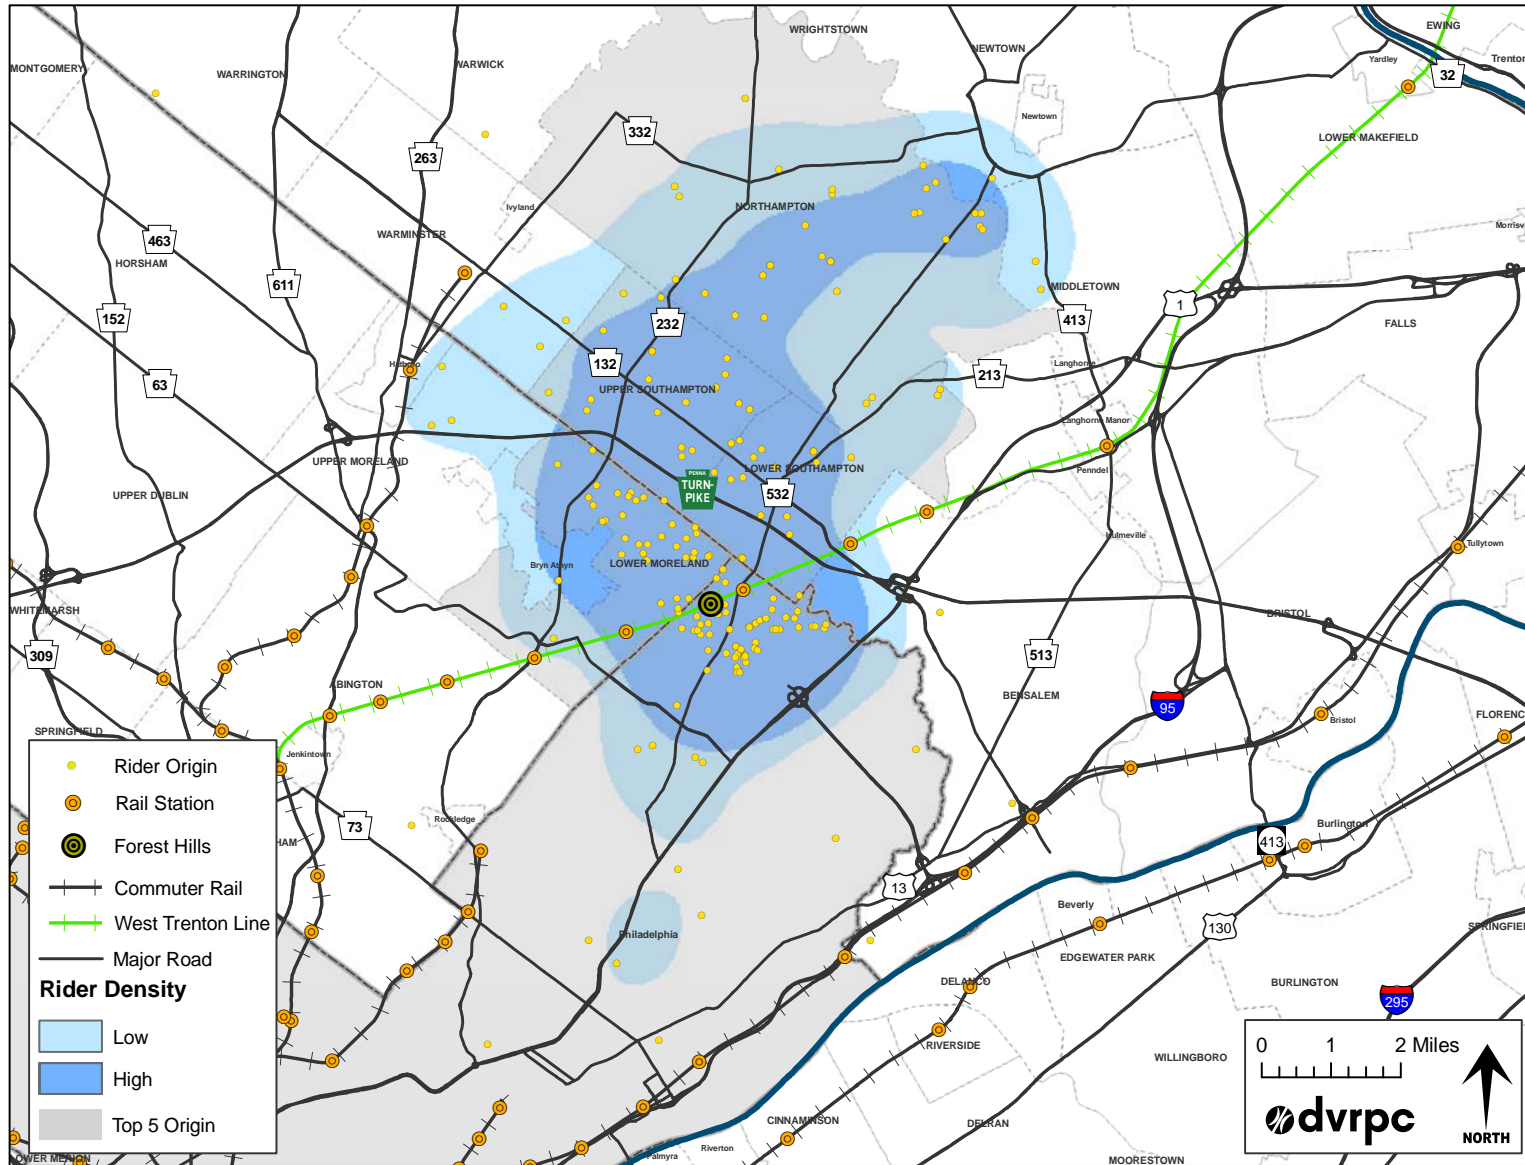 WRIGHTSTOWN
EWING
NEWTOWN
MONTGOMERY
WARRINGTON
WARWICK
Yardley
Trenton
32
Newtown
332
LOWER MAKEFIELD
263
Ivyland
NORTHAMPTON
WARMINSTER
463
HORSHAM
611
MIDDLETOWN
1
152
232
413
FALLS
132
Langhorne
213
63
UPPER SOUTHAMPTON
Langhorne Manor
UPPER MORELAND
LOWER SOUTHAMPTON
Penndel
PENNA
TURN-
PIKE
532
UPPER DUBLIN
Hulmeville
Tullytown
Bryn Athyn
LOWER MORELAND
WHITEMARSH
BRISTOL
309
513
ABINGTON
BENSALEM
95
SPRINGFIELD
Bristol
Jenkintown
Rockledge
73
Burlington
413
13
Beverly
130
Philadelphia
EDGEWATER PARK
DELANCO
BURLINGTON
295
RIVERSIDE
WILLINGBORO
CINNAMINSON
DELRAN
Riverton
Palmyra
MOORESTOWN
Rider Origin
Rail Station
Forest Hills
Commuter Rail
West Trenton Line
Major Road
Rider Density
Low
High
Top 5 Origin
0 1 2 Miles
dvrpc
NORTH